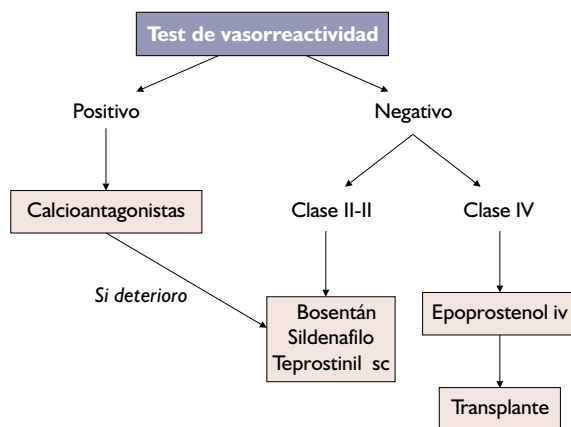 Test de vasorreactividad
Positivo
Negativo
Calcioantagonistas
Clase II-II
Clase IV
Si deterioro
Bosentán
Sildenafilo
Teprostinil sc
Epoprostenol iv
Transplante